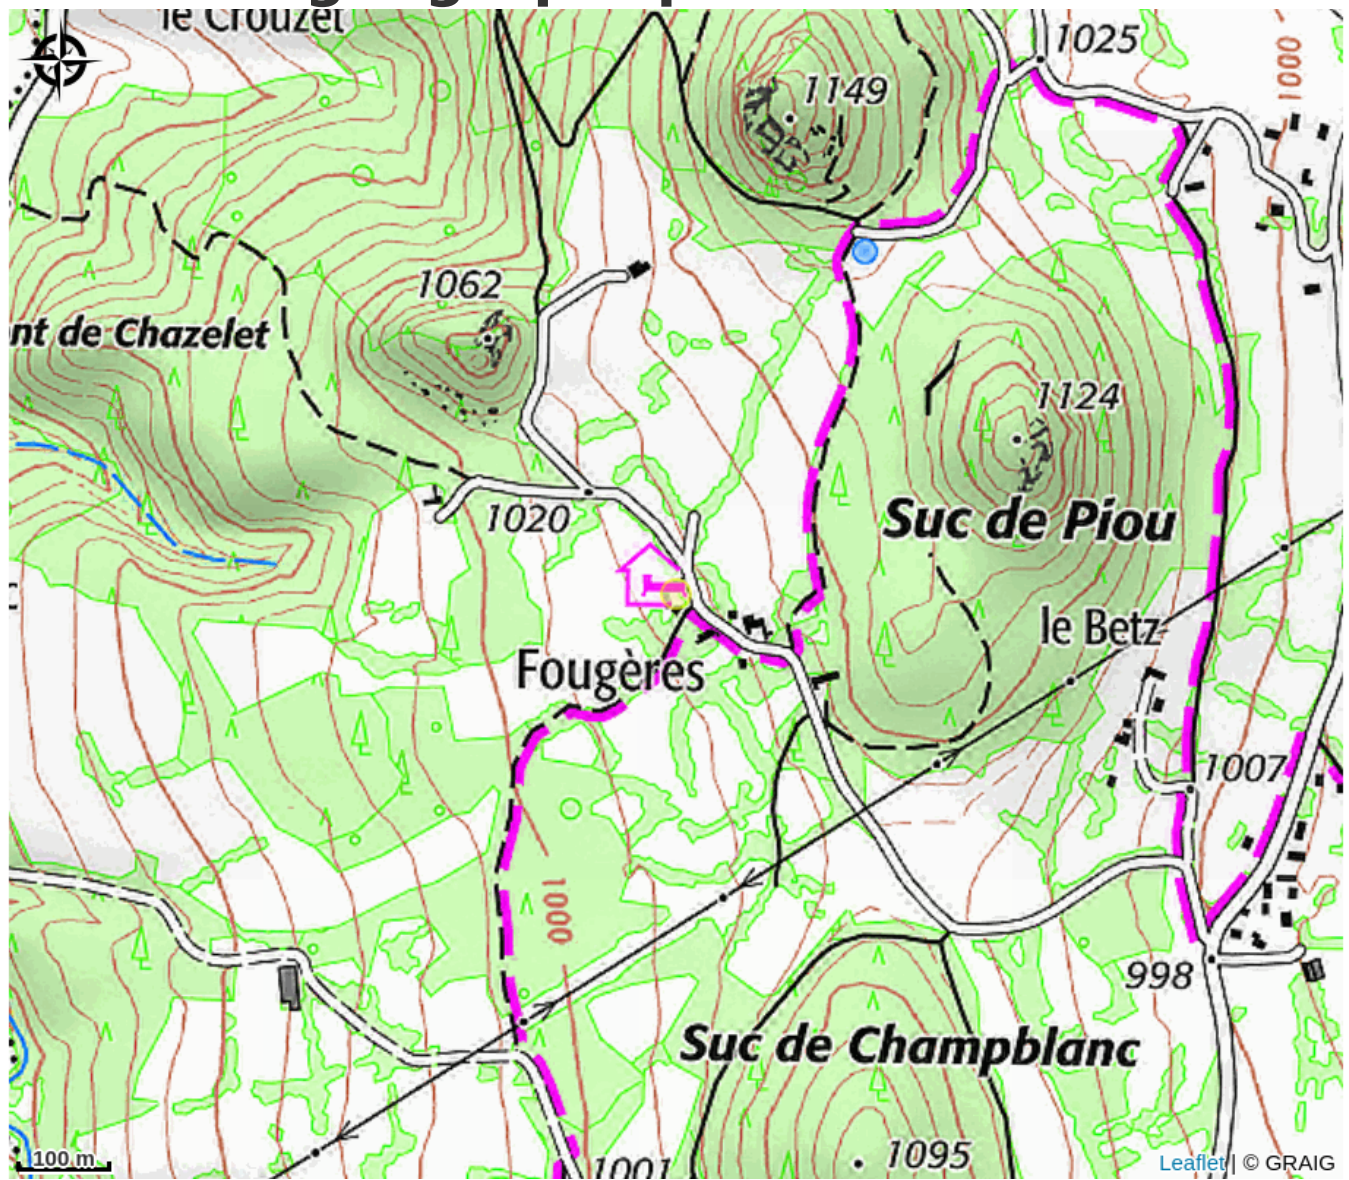 le Crouzet
1025
1000
1149
1062
nt de Chazelet
1124
1020
Suc de Piou
le Betz
Fougères
1007
1000
998
Suc de Champblanc
1095
1001
100 m
Leaflet | © GRAIG